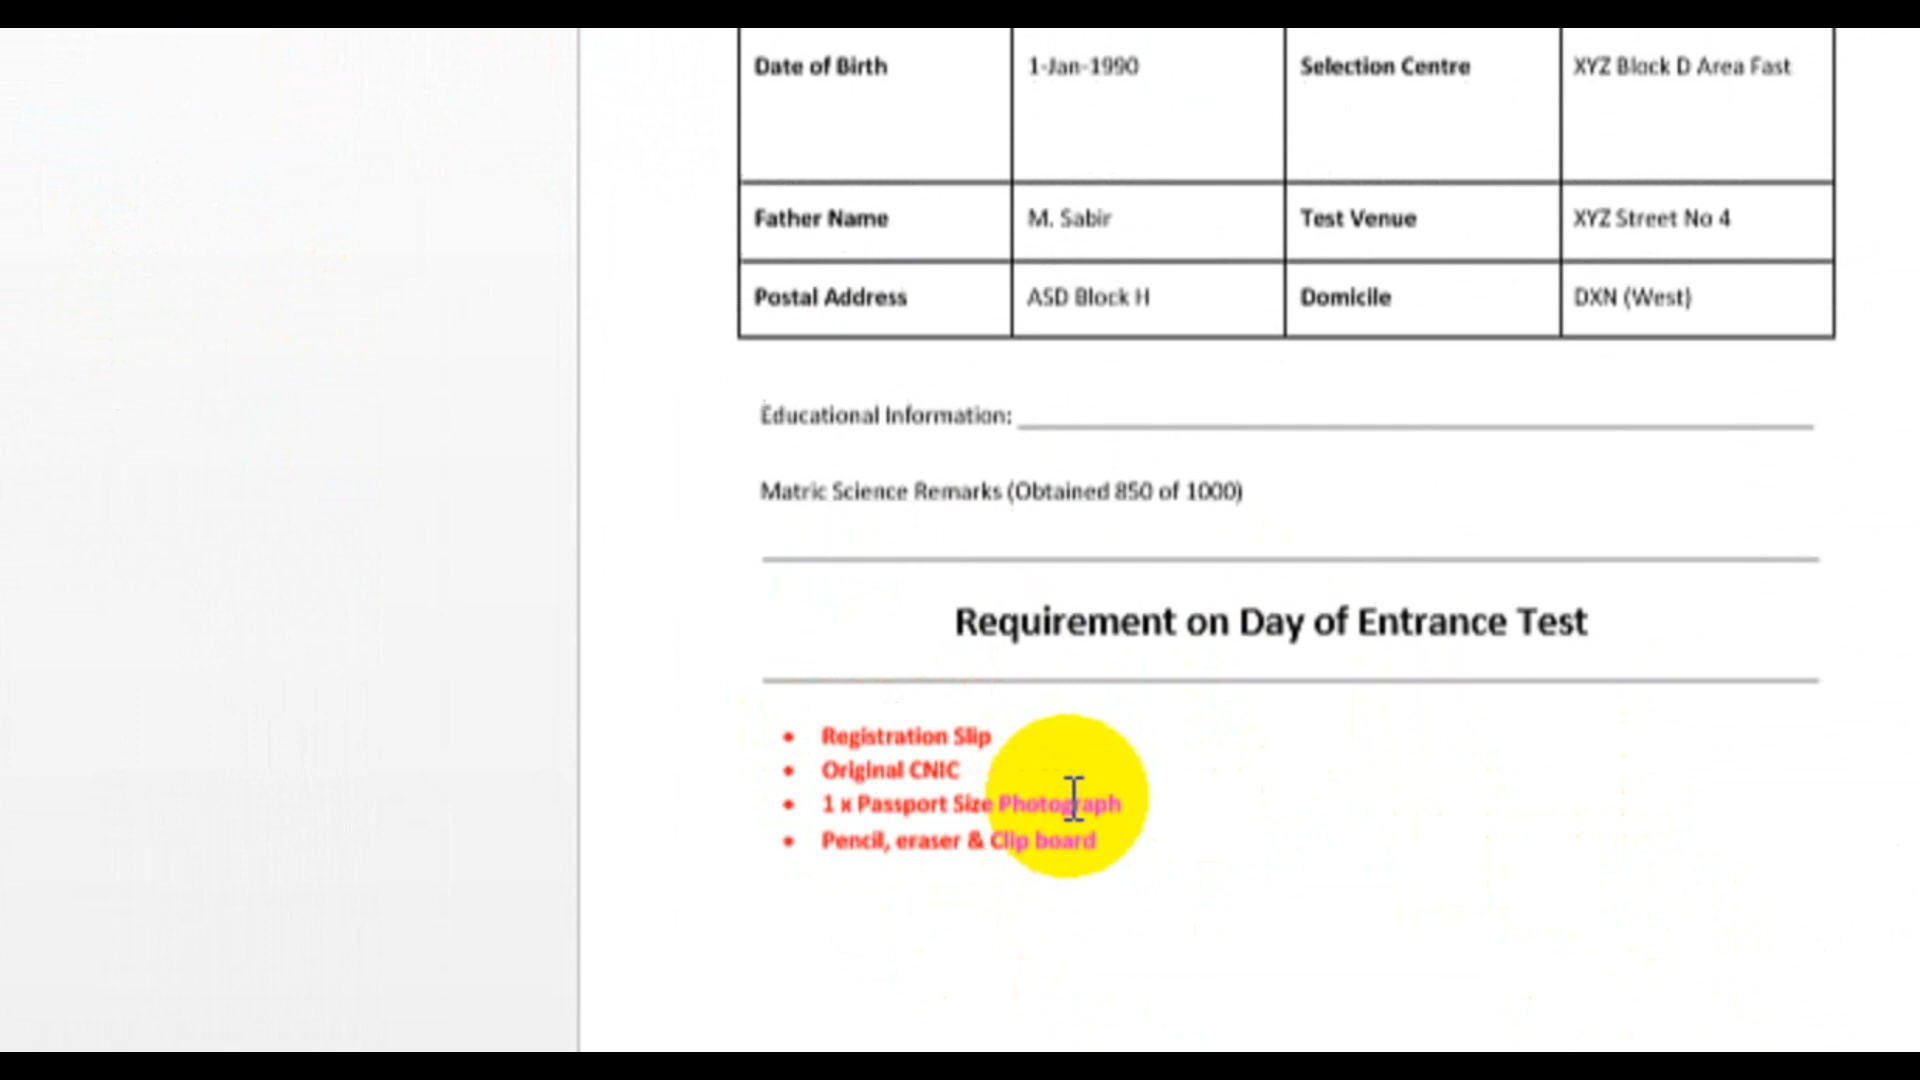 Date of Birth 1-Jan-1990 Selection Centre XYZ Block D Area Fast
Father Name M. Sabir Test Venue XYZ Street No 4
Postal Address ASD Block H Domicile DXN (West)
Educational Information:
Matric Science Remarks (Obtained 850 of 1000)
Requirement on Day of Entrance Test
• Registration Slip
• Original CNIC
• 1 x Passport Size Photograph
• Pencil, eraser & Clip board